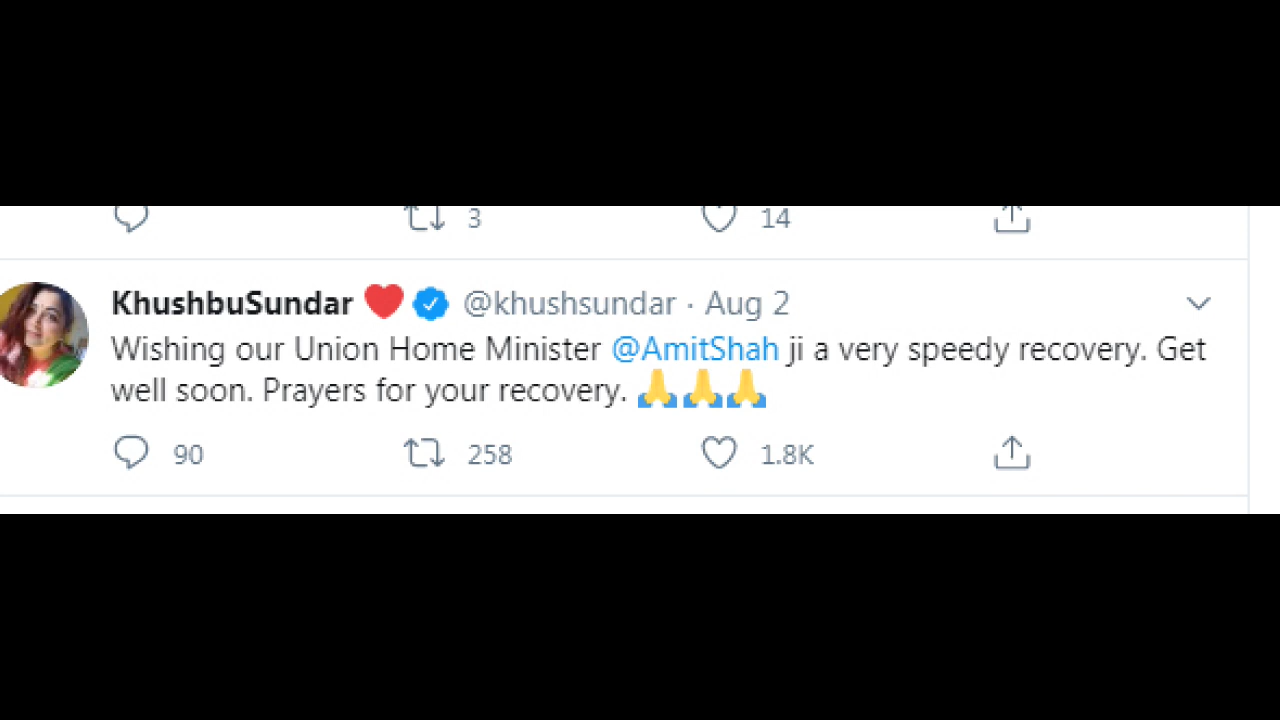 3 14
KhushbuSundar ❤️ @khushsundar · Aug 2
Wishing our Union Home Minister @AmitShah ji a very speedy recovery. Get
well soon. Prayers for your recovery. 🙏🙏🙏
90 258 1.8K